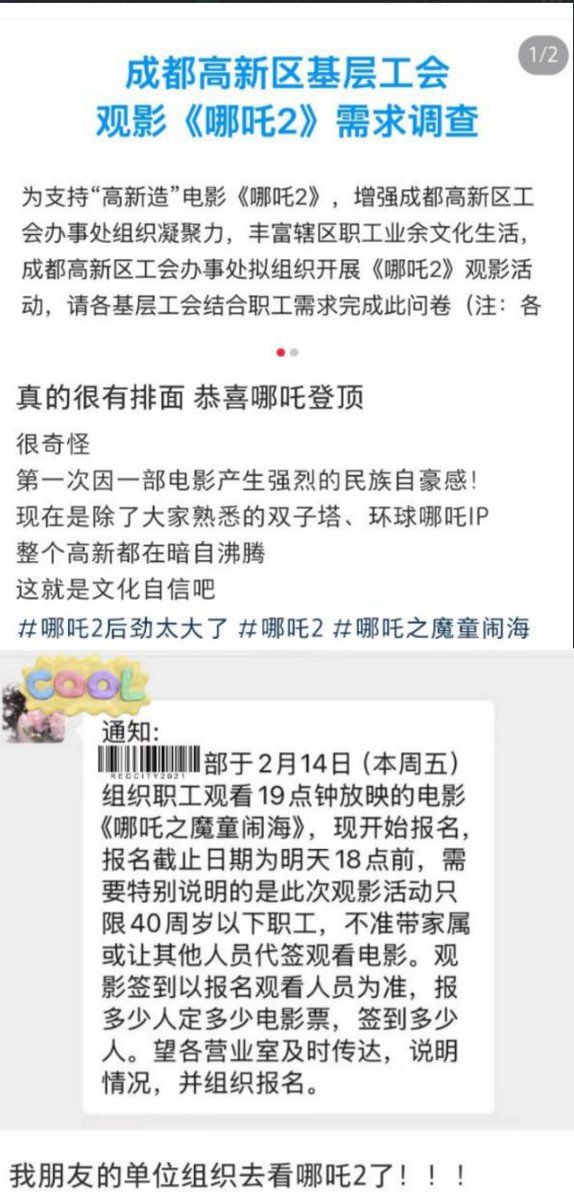 1/2
成都高新区基层工会
观影《哪吒2》需求调查
为支持“高新造”电影《哪吒2》，增强成都高新区工
会办事处组织凝聚力，丰富辖区职工业余文化生活，
成都高新区工会办事处拟组织开展《哪吒2》观影活
动，请各基层工会结合职工需求完成此问卷（注：各
真的很有排面 恭喜哪吒登顶
很奇怪
第一次因一部电影产生强烈的民族自豪感！
现在是除了大家熟悉的双子塔、环球哪吒IP
整个高新都在暗自沸腾
这就是文化自信吧
#哪吒2后劲太大了 #哪吒2 #哪吒之魔童闹海
COOL
通知:
REDCITY2021
部于2月14日（本周五）
组织职工观看19点钟放映的电影
《哪吒之魔童闹海》，现开始报名，
报名截止日期为明天18点前，需
要特别说明的是此次观影活动只
限40周岁以下职工，不准带家属
或让其他人员代签观看电影。观
影签到以报名观看人员为准，报
多少人定多少电影票，签到多少
人。望各营业室及时传达，说明
情况，并组织报名。
我朋友的单位组织去看哪吒2了！！！